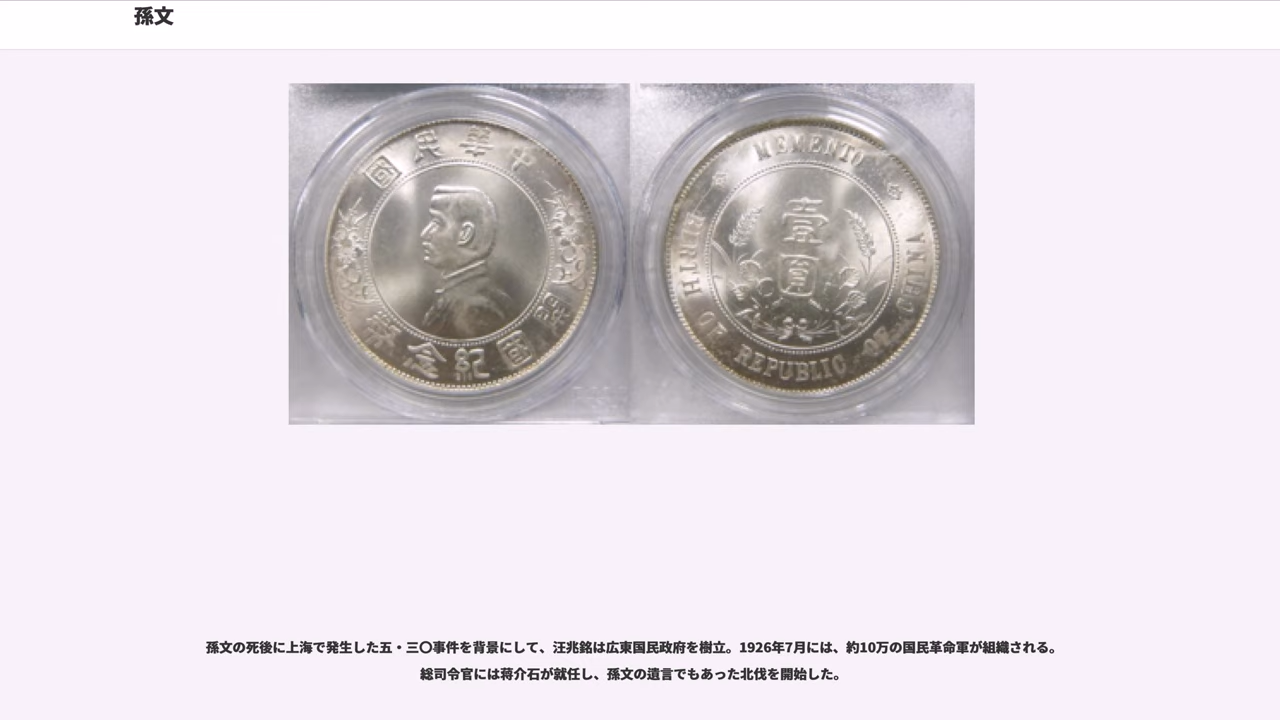 孫文
中華民國
開國紀念幣
MEMENTO
壹
圓
BIRTH OF REPUBLIC OF CHINA
孫文の死後に上海で発生した五・三〇事件を背景にして、汪兆銘は広東国民政府を樹立。1926年7月には、約10万の国民革命軍が組織される。
総司令官には蒋介石が就任し、孫文の遺言でもあった北伐を開始した。